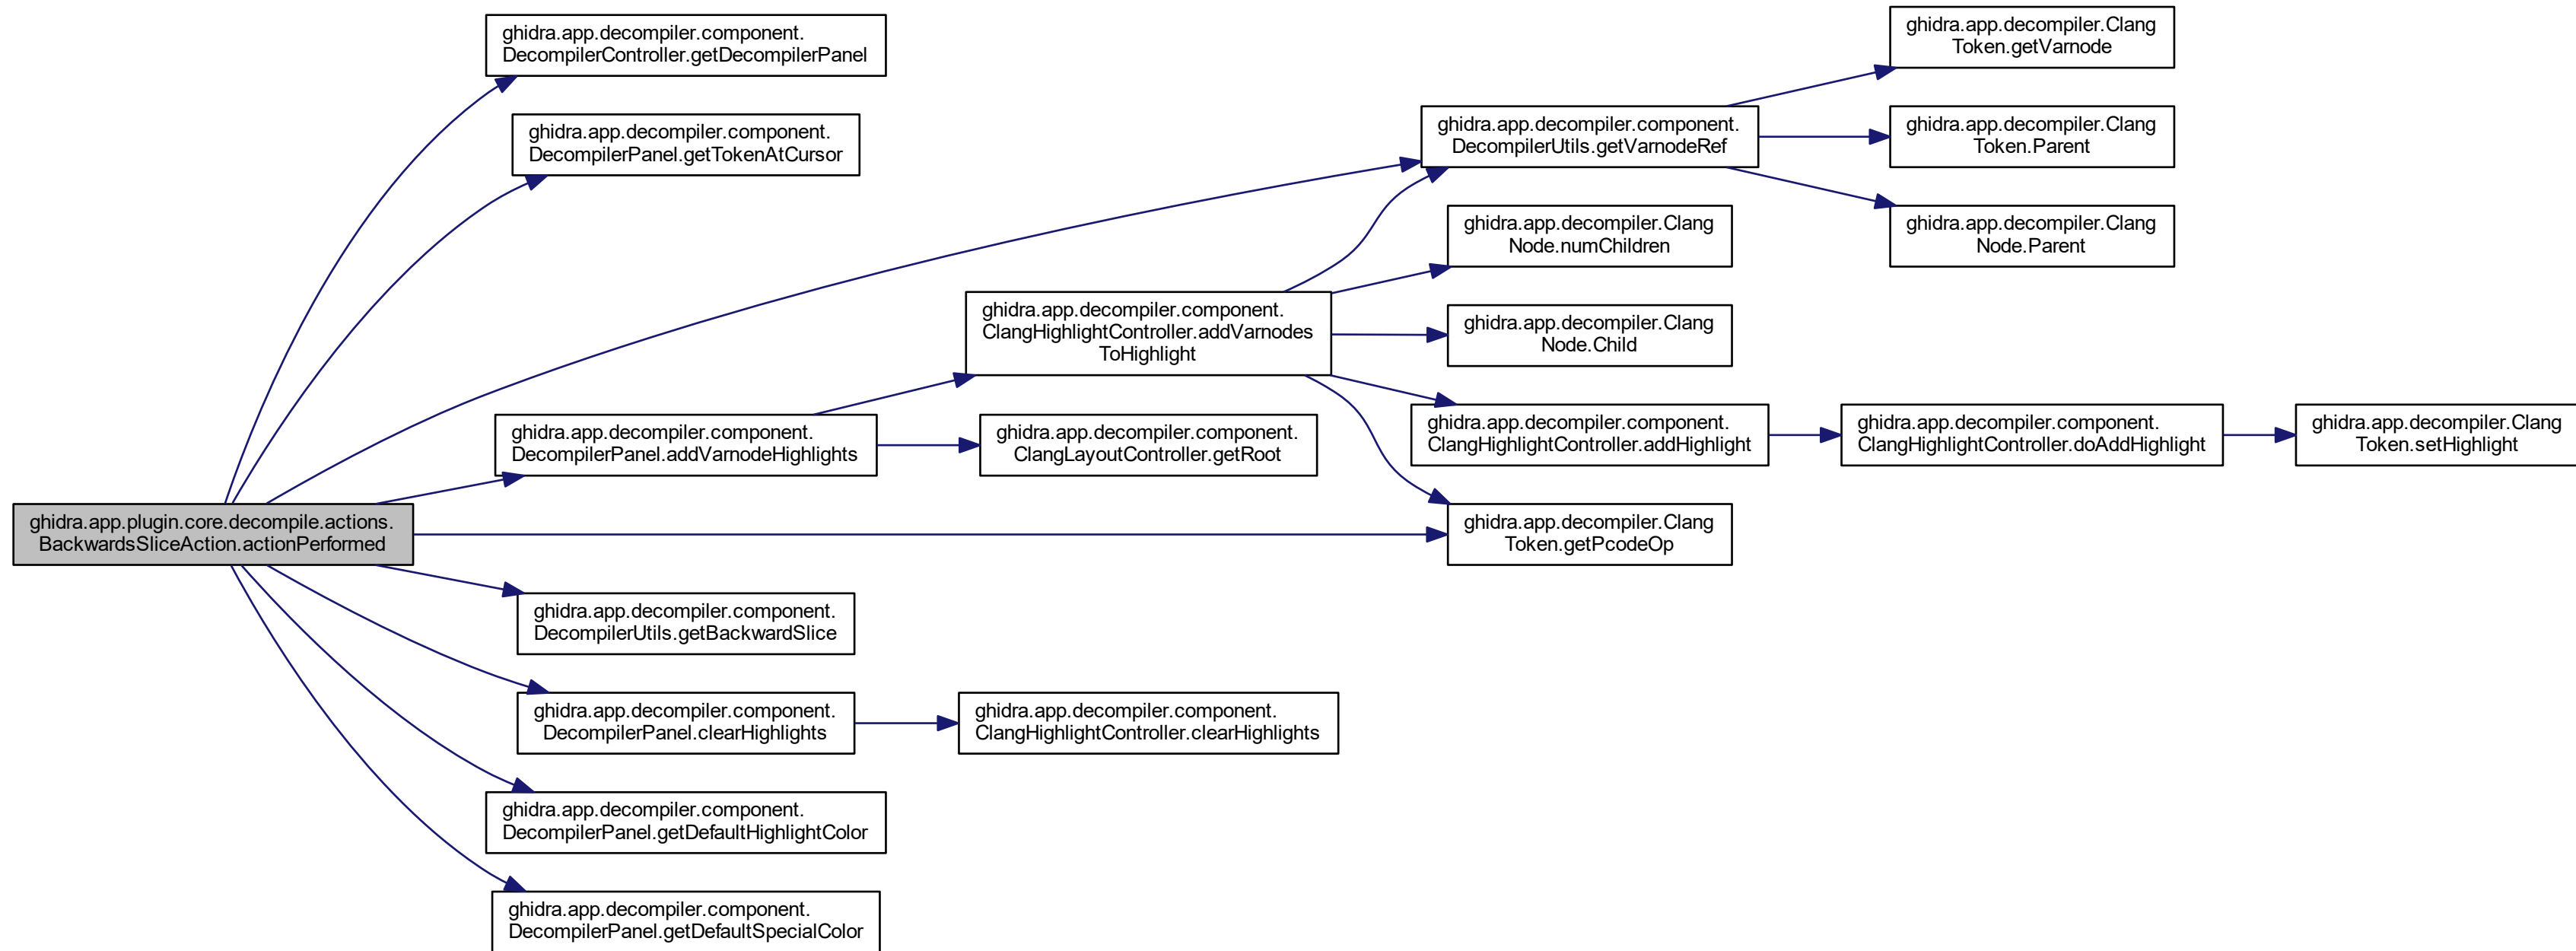 ghidra.app.decompiler.component.
DecompilerController.getDecompilerPanel
ghidra.app.decompiler.component.
DecompilerPanel.getTokenAtCursor
ghidra.app.decompiler.Clang
Token.getVarnode
ghidra.app.decompiler.component.
DecompilerUtils.getVarnodeRef
ghidra.app.decompiler.Clang
Token.Parent
ghidra.app.decompiler.Clang
Node.Parent
ghidra.app.decompiler.Clang
Node.numChildren
ghidra.app.decompiler.component.
ClangHighlightController.addVarnodes
ToHighlight
ghidra.app.decompiler.Clang
Node.Child
ghidra.app.decompiler.component.
DecompilerPanel.addVarnodeHighlights
ghidra.app.decompiler.component.
ClangLayoutController.getRoot
ghidra.app.decompiler.component.
ClangHighlightController.addHighlight
ghidra.app.decompiler.component.
ClangHighlightController.doAddHighlight
ghidra.app.decompiler.Clang
Token.setHighlight
ghidra.app.plugin.core.decompile.actions.
BackwardsSliceAction.actionPerformed
ghidra.app.decompiler.Clang
Token.getPcodeOp
ghidra.app.decompiler.component.
DecompilerUtils.getBackwardSlice
ghidra.app.decompiler.component.
DecompilerPanel.clearHighlights
ghidra.app.decompiler.component.
ClangHighlightController.clearHighlights
ghidra.app.decompiler.component.
DecompilerPanel.getDefaultHighlightColor
ghidra.app.decompiler.component.
DecompilerPanel.getDefaultSpecialColor